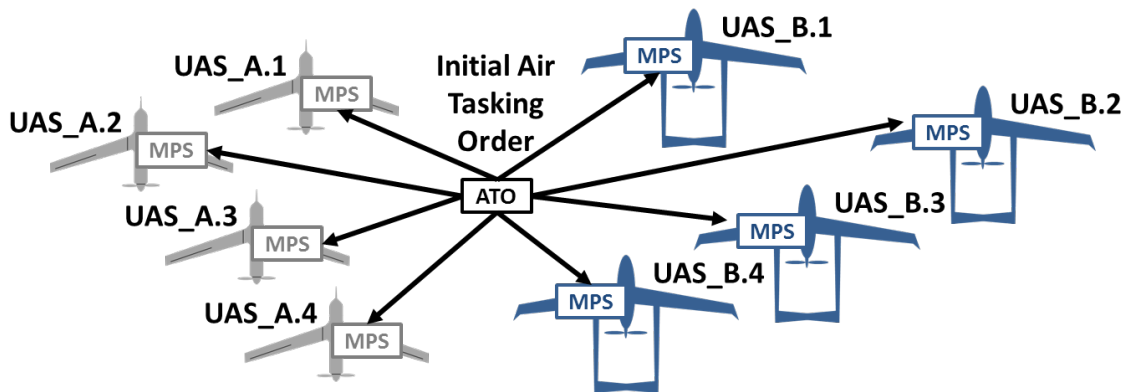 UAS_A.1
MPS
UAS_A.2
MPS
UAS_A.3
MPS
UAS_A.4
MPS
Initial Air
Tasking
Order
ATO
UAS_B.1
MPS
UAS_B.2
MPS
UAS_B.3
MPS
UAS_B.4
MPS